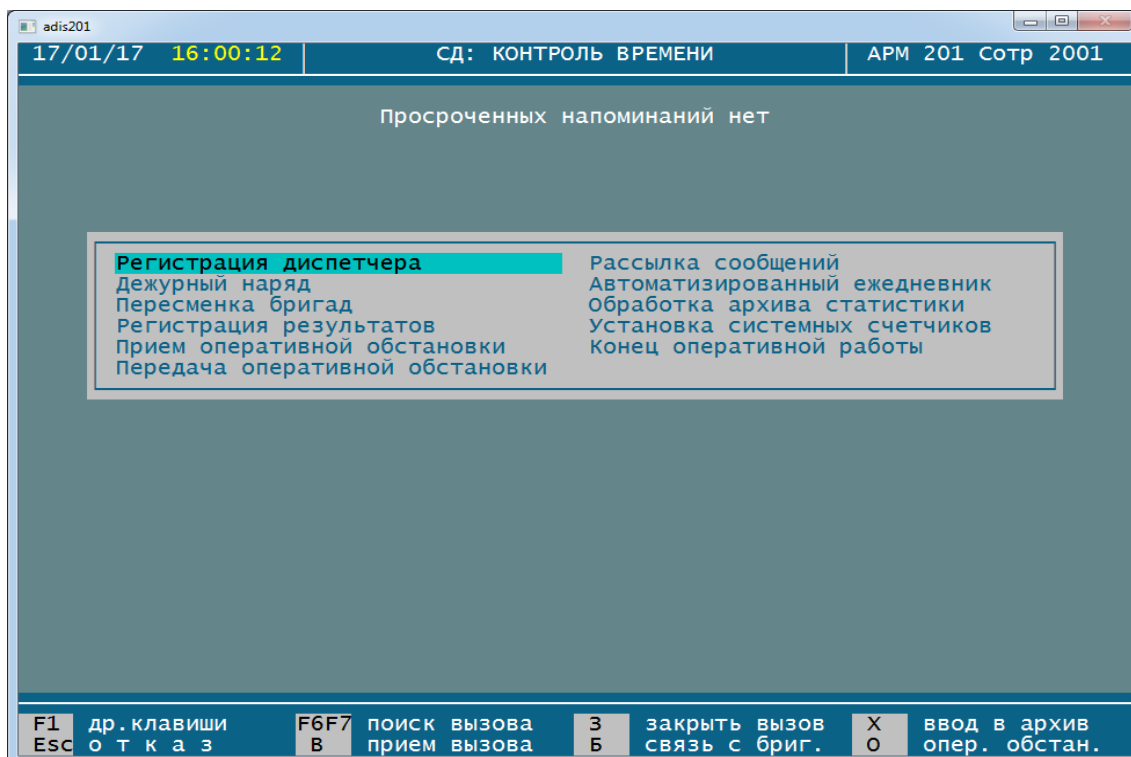 adis201
17/01/17 16:00:12 СД: КОНТРОЛЬ ВРЕМЕНИ АРМ 201 Сотр 2001
Просроченных напоминаний нет
Регистрация диспетчера Рассылка сообщений
Дежурный наряд Автоматизированный ежедневник
Пересменка бригад Обработка архива статистики
Регистрация результатов Установка системных счетчиков
Прием оперативной обстановки Конец оперативной работы
Передача оперативной обстановки
F1 др.клавиши F6F7 поиск вызова З закрыть вызов Х ввод в архив
Esc о т к а з В прием вызова Б связь с бриг. О опер. обстан.